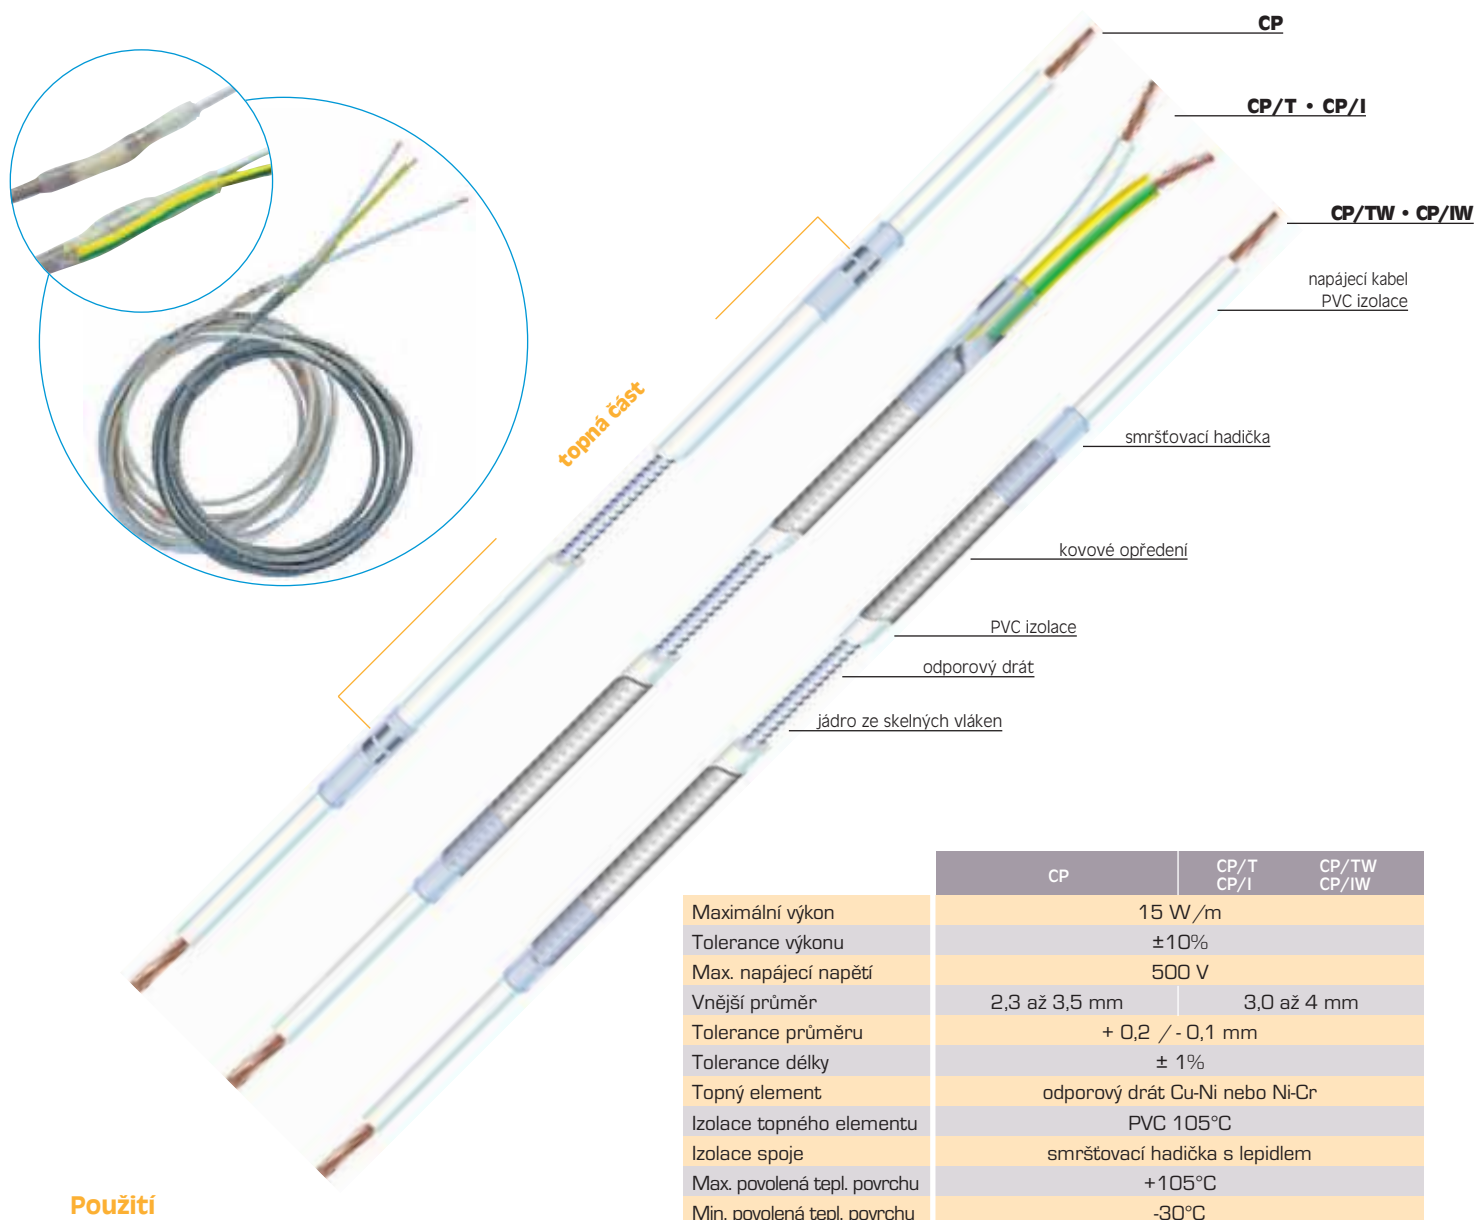 CP
CP/T • CP/I
CP/TW • CP/IW
napájecí kabel
PVC izolace
topná část
smršťovací hadička
kovové opředení
PVC izolace
odporový drát
jádro ze skelných vláken
CP CP/T CP/TW
CP/I CP/IW
Maximální výkon 15 W/m
Tolerance výkonu ±10%
Max. napájecí napětí 500 V
Vnější průměr 2,3 až 3,5 mm 3,0 až 4 mm
Tolerance průměru + 0,2 / - 0,1 mm
Tolerance délky ± 1%
Topný element odporový drát Cu-Ni nebo Ni-Cr
Izolace topného elementu PVC 105°C
Izolace spoje smršťovací hadička s lepidlem
Max. povolená tepl. povrchu +105°C
Min. povolená tepl. povrchu -30°C
Použití